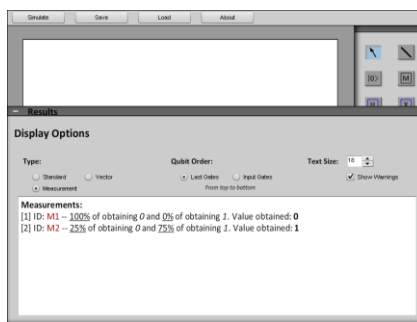 Simulate Save Load About
|0> M
H X
– Results
Display Options
Type: Qubit Order: Text Size: 18
Standard Vector Last Gates Input Gates Show Warnings
Measurement From top to bottom
Measurements:
[1] ID: M1 -- 100% of obtaining 0 and 0% of obtaining 1. Value obtained: 0
[2] ID: M2 -- 25% of obtaining 0 and 75% of obtaining 1. Value obtained: 1